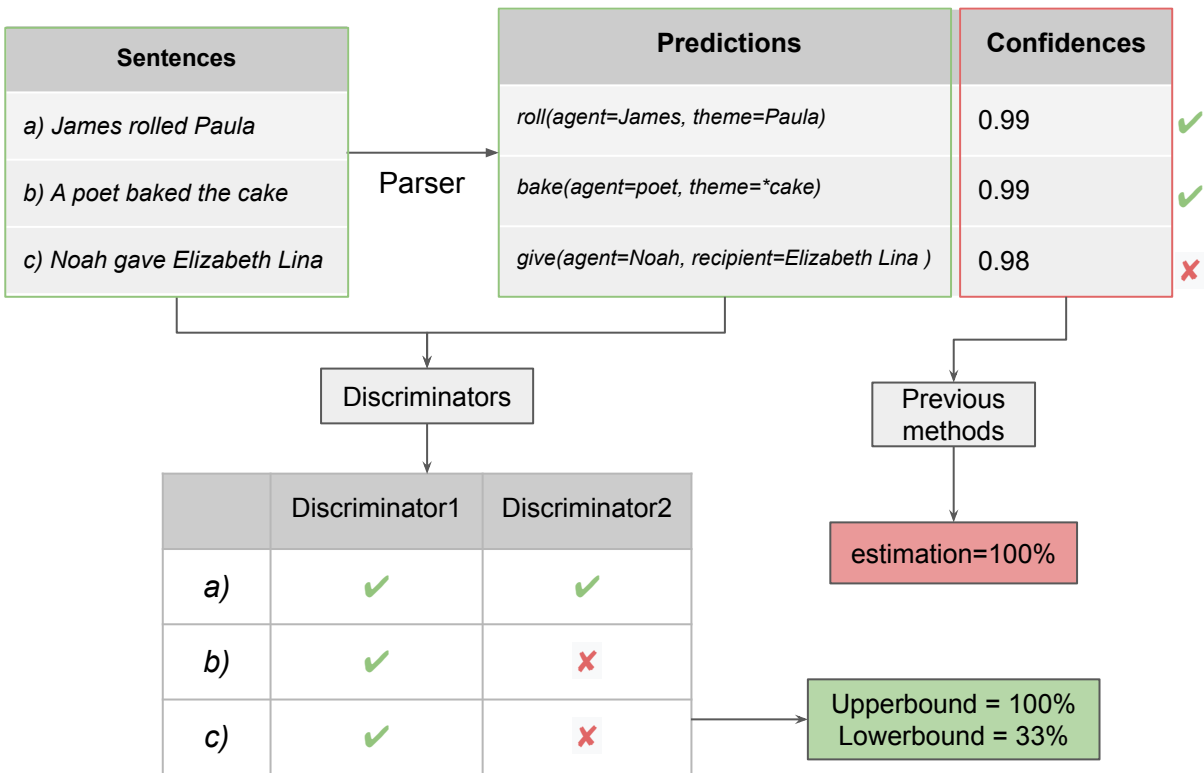 Sentences
a) James rolled Paula
b) A poet baked the cake
c) Noah gave Elizabeth Lina
Parser
Predictions
Confidences
roll(agent=James, theme=Paula)
0.99
bake(agent=poet, theme=*cake)
0.99
give(agent=Noah, recipient=Elizabeth Lina )
0.98
Discriminators
Previous
methods
estimation=100%
Discriminator1
Discriminator2
a)
b)
c)
Upperbound = 100%
Lowerbound = 33%